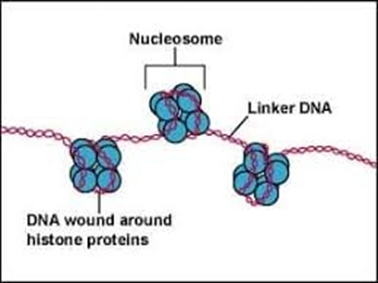 Nucleosome
Linker DNA
DNA wound around
histone proteins